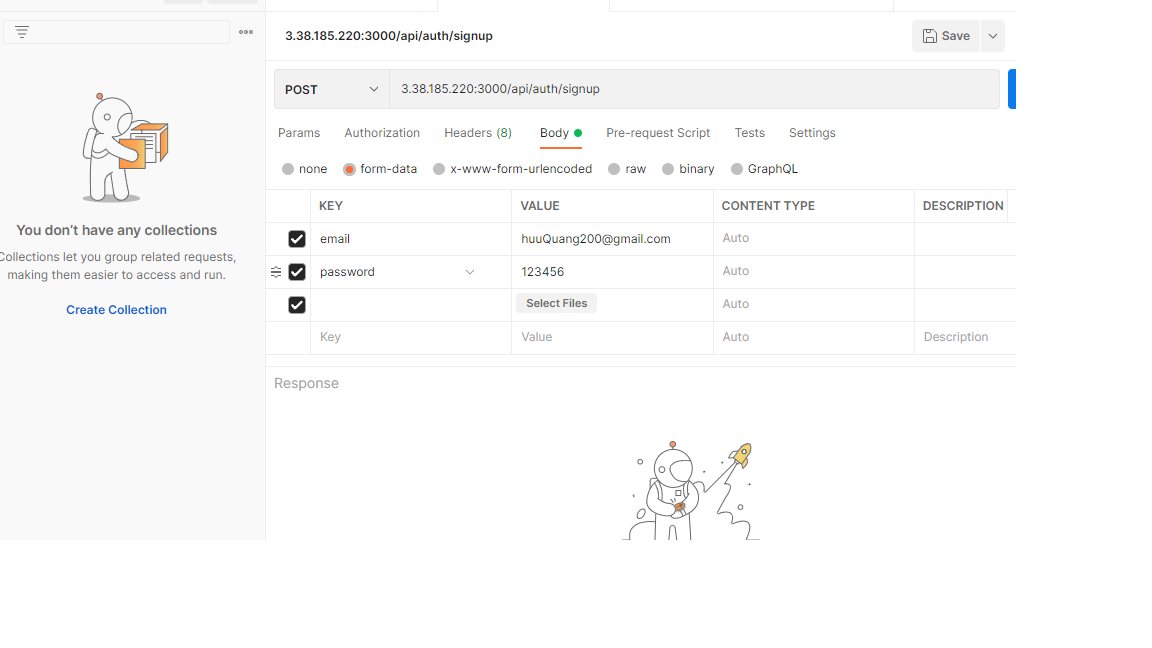 3.38.185.220:3000/api/auth/signup
Save
POST
3.38.185.220:3000/api/auth/signup
Params Authorization Headers (8) Body Pre-request Script Tests Settings
none form-data x-www-form-urlencoded raw binary GraphQL
KEY VALUE CONTENT TYPE DESCRIPTION
email huuQuang200@gmail.com Auto
password 123456 Auto
Select Files Auto
Key Value Auto Description
Response
You don't have any collections
Collections let you group related requests,
making them easier to access and run.
Create Collection